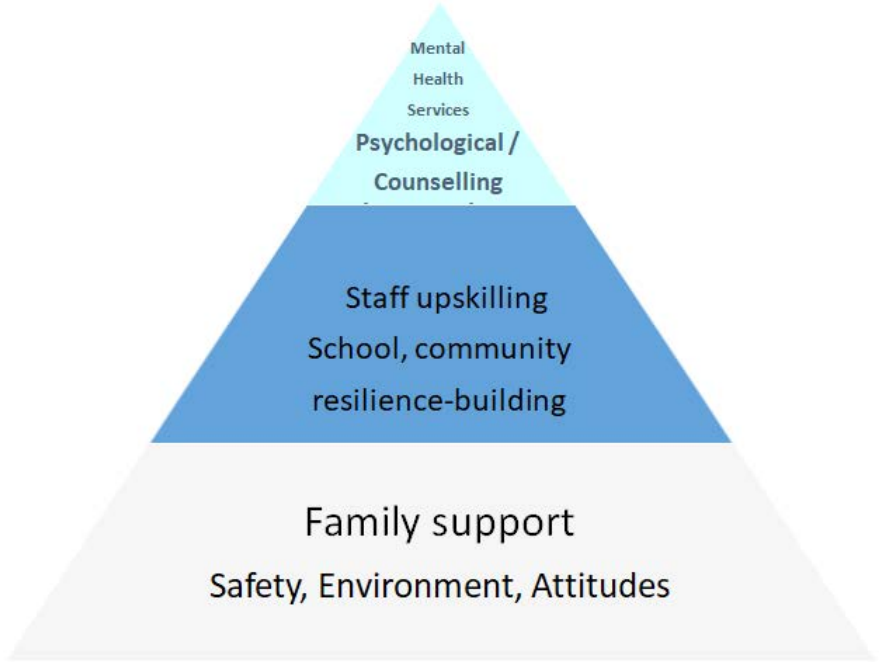 Mental
Health
Services
Psychological /
Counselling
Staff upskilling
School, community
resilience-building
Family support
Safety, Environment, Attitudes